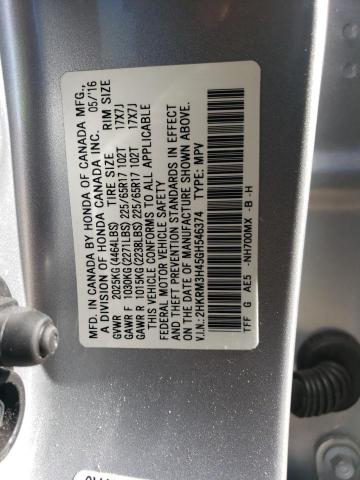 MFD. IN CANADA BY HONDA OF CANADA MFG.,
A DIVISION OF HONDA CANADA INC. 05/16
TIRE SIZE RIM SIZE
GVWR 2025KG(4464LBS)
GAWR F 1030KG(2271LBS) 225/65R17 102T 17X7J
GAWR R 1015KG(2238LBS) 225/65R17 102T 17X7J
THIS VEHICLE CONFORMS TO ALL APPLICABLE
FEDERAL MOTOR VEHICLE SAFETY, BUMPER, AND
THEFT PREVENTION STANDARDS IN EFFECT
ON THE DATE OF MANUFACTURE SHOWN ABOVE.
V.I.N.: 2HKRM3H45GH546374 TYPE: MPV
TFF G AE5 -NH700MX -B -H